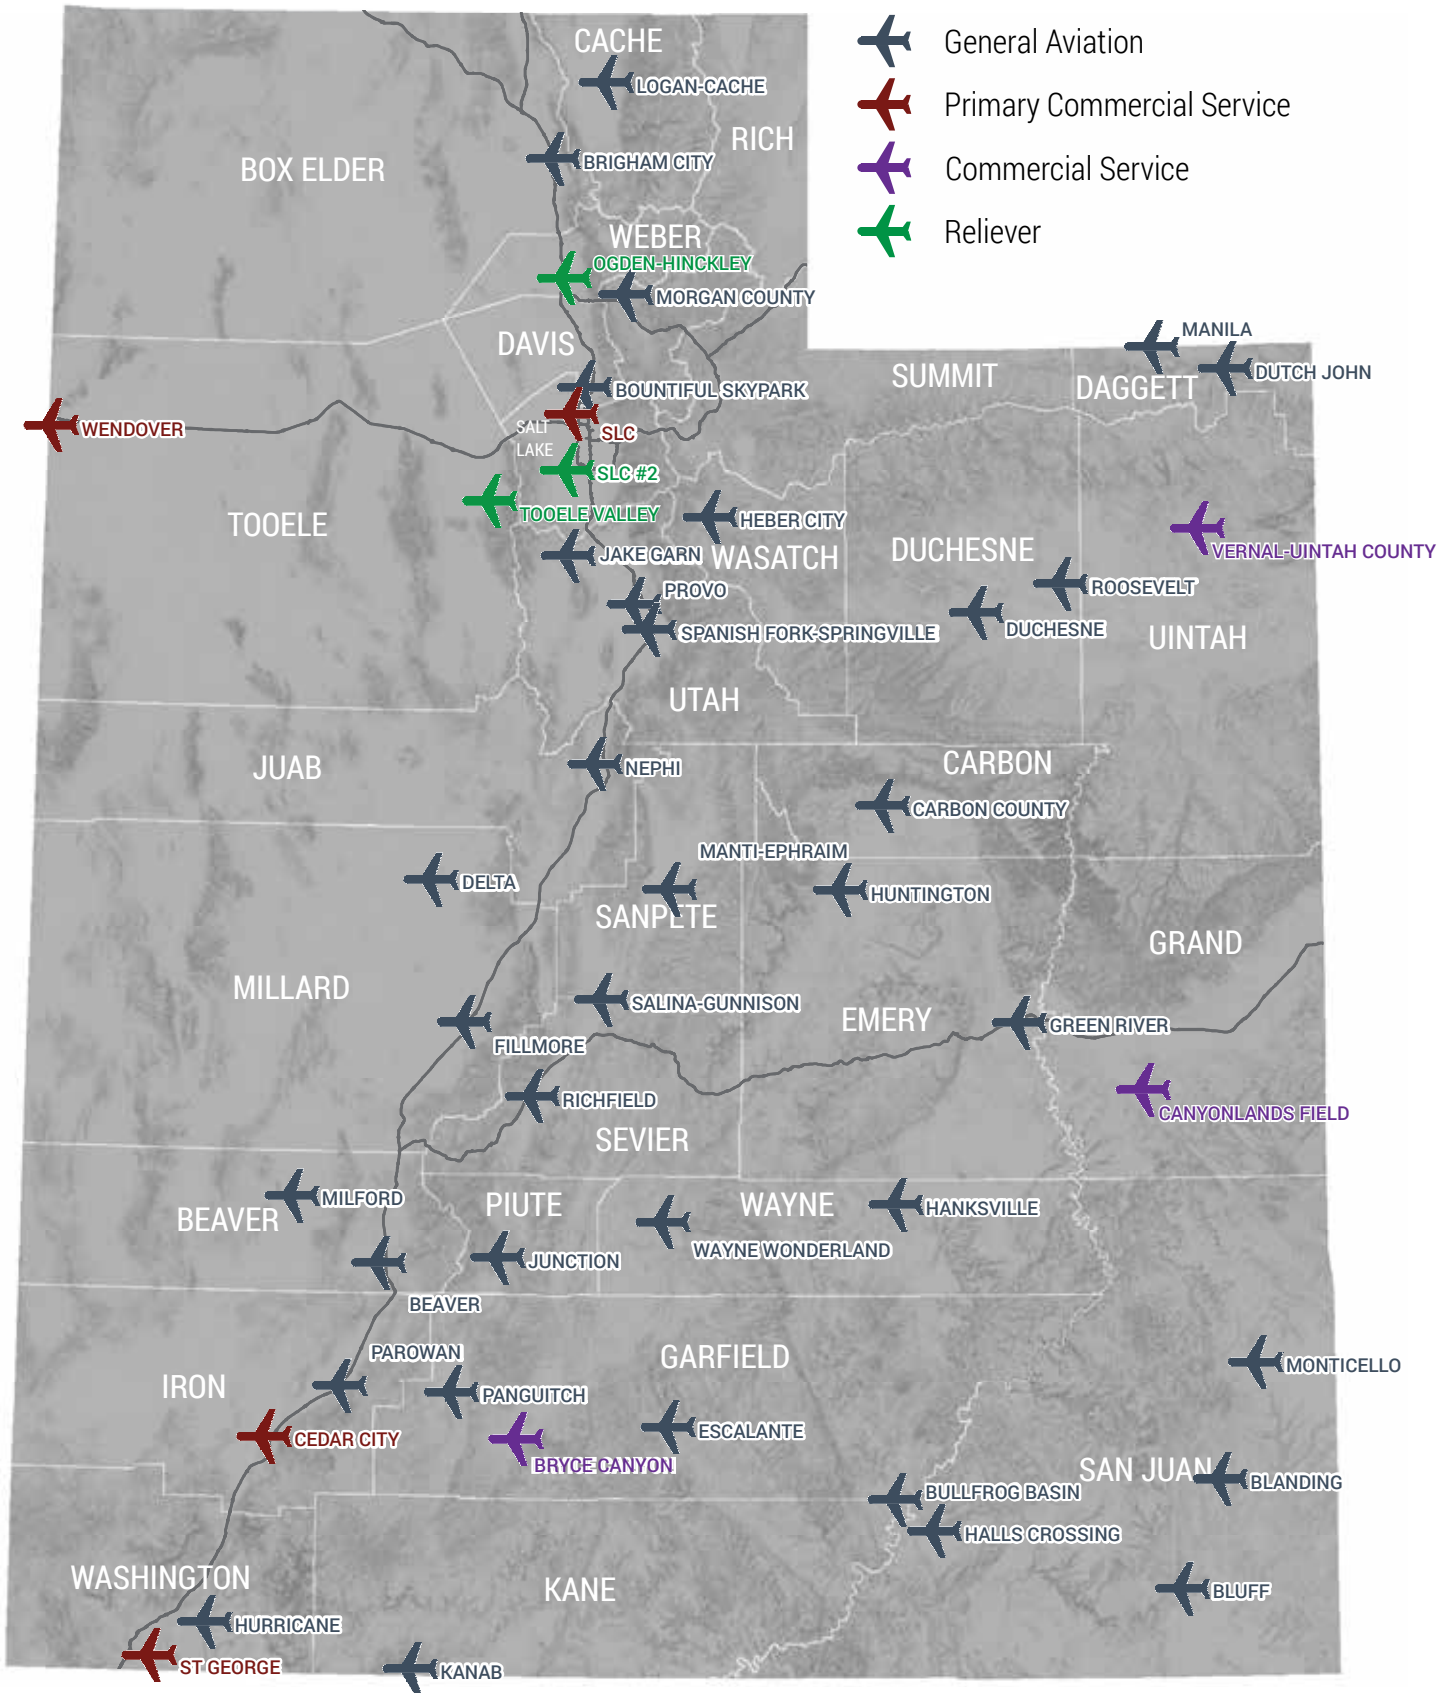 CACHE
General Aviation
LOGAN-CACHE
Primary Commercial Service
RICH
BRIGHAM CITY
BOX ELDER
Commercial Service
WEBER
Reliever
OGDEN-HINCKLEY
MORGAN COUNTY
MANILA
DAVIS
SUMMIT
DUTCH JOHN
DAGGETT
BOUNTIFUL SKYPARK
WENDOVER
SALT
LAKE
SLC
SLC #2
TOOELE VALLEY
TOOELE
HEBER CITY
JAKE GARN
WASATCH
DUCHESNE
VERNAL-UINTAH COUNTY
PROVO
ROOSEVELT
SPANISH FORK-SPRINGVILLE
DUCHESNE
UINTAH
UTAH
JUAB
NEPHI
CARBON
CARBON COUNTY
MANTI-EPHRAIM
DELTA
HUNTINGTON
SANPETE
GRAND
MILLARD
SALINA-GUNNISON
EMERY
GREEN RIVER
FILLMORE
RICHFIELD
CANYONLANDS FIELD
SEVIER
MILFORD
BEAVER
PIUTE
WAYNE
HANKSVILLE
WAYNE WONDERLAND
JUNCTION
BEAVER
PAROWAN
GARFIELD
MONTICELLO
IRON
PANGUITCH
CEDAR CITY
ESCALANTE
BRYCE CANYON
SAN JUAN
BLANDING
BULLFROG BASIN
HALLS CROSSING
WASHINGTON
KANE
BLUFF
HURRICANE
ST GEORGE
KANAB